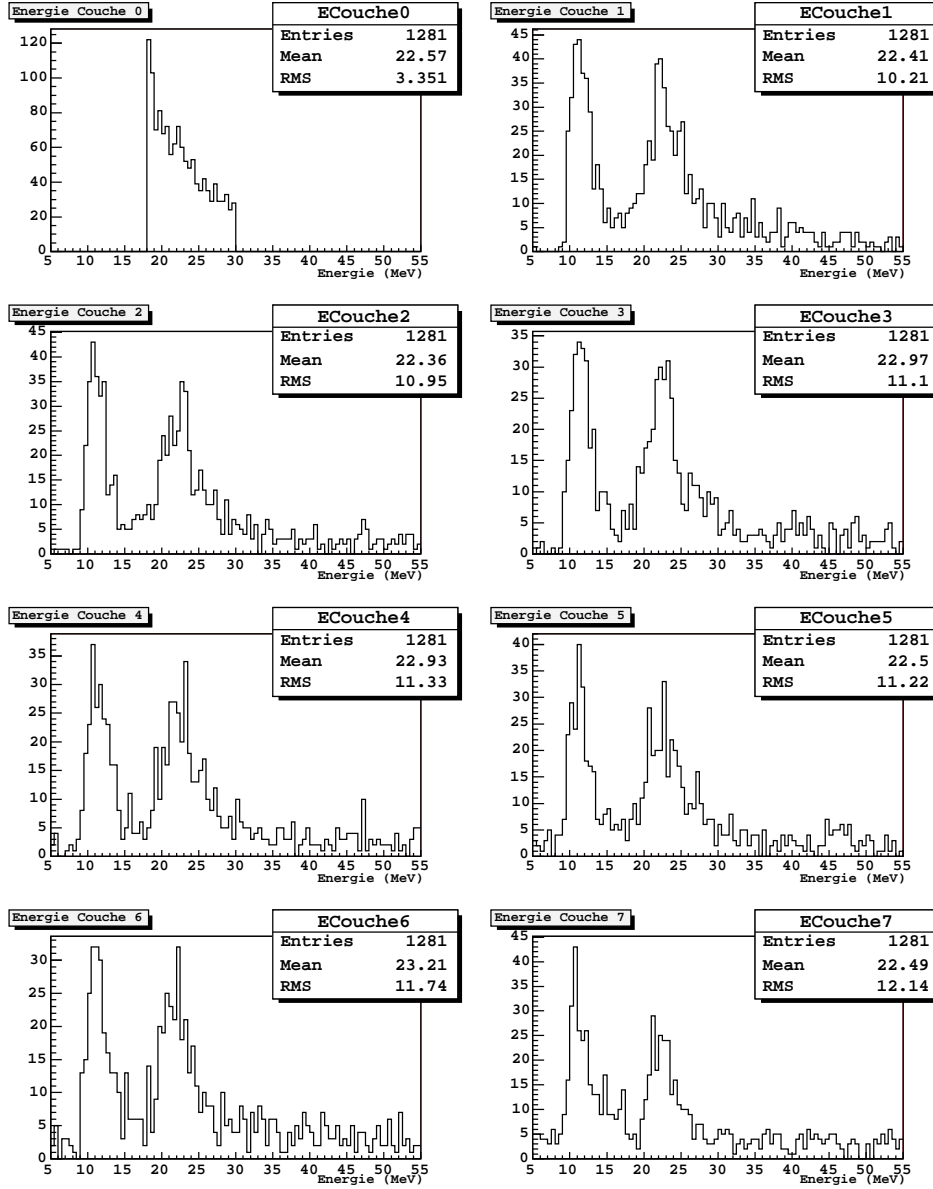 Energie Couche 0
ECouche0
Entries 1281
Mean 22.57
RMS 3.351
120
100
80
60
40
20
0
5 10 15 20 25 30 35 40 45 50 55
Energie (MeV)
Energie Couche 1
ECouche1
Entries 1281
Mean 22.41
RMS 10.21
45
40
35
30
25
20
15
10
5
0
5 10 15 20 25 30 35 40 45 50 55
Energie (MeV)
Energie Couche 2
ECouche2
Entries 1281
Mean 22.36
RMS 10.95
45
40
35
30
25
20
15
10
5
0
5 10 15 20 25 30 35 40 45 50 55
Energie (MeV)
Energie Couche 3
ECouche3
Entries 1281
Mean 22.97
RMS 11.1
35
30
25
20
15
10
5
0
5 10 15 20 25 30 35 40 45 50 55
Energie (MeV)
Energie Couche 4
ECouche4
Entries 1281
Mean 22.93
RMS 11.33
35
30
25
20
15
10
5
0
5 10 15 20 25 30 35 40 45 50 55
Energie (MeV)
Energie Couche 5
ECouche5
Entries 1281
Mean 22.5
RMS 11.22
40
35
30
25
20
15
10
5
0
5 10 15 20 25 30 35 40 45 50 55
Energie (MeV)
Energie Couche 6
ECouche6
Entries 1281
Mean 23.21
RMS 11.74
30
25
20
15
10
5
0
5 10 15 20 25 30 35 40 45 50 55
Energie (MeV)
Energie Couche 7
ECouche7
Entries 1281
Mean 22.49
RMS 12.14
45
40
35
30
25
20
15
10
5
0
5 10 15 20 25 30 35 40 45 50 55
Energie (MeV)